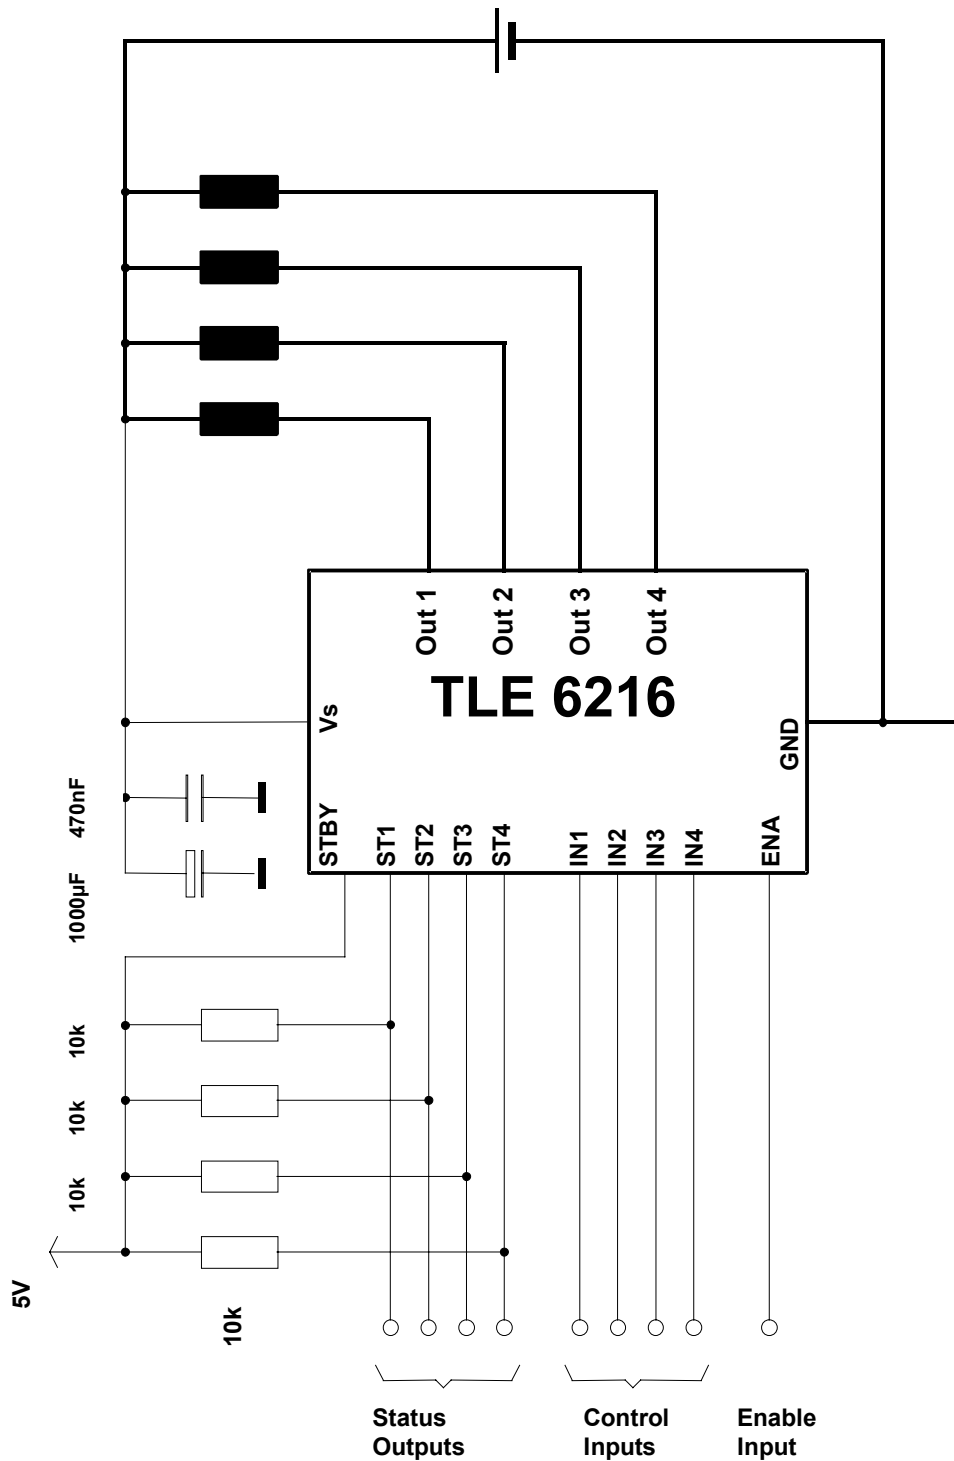 Out 1
Out 2
Out 3
Out 4
TLE 6216
Vs
GND
470nF
1000µF
STBY
ST1
ST2
ST3
ST4
IN1
IN2
IN3
IN4
ENA
10k
10k
10k
5V
10k
Status
Outputs
Control
Inputs
Enable
Input